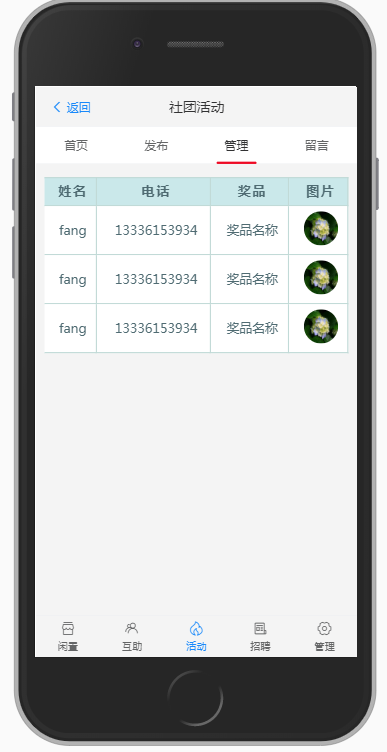 返回 社团活动
首页 发布 管理 留言
姓名 电话 奖品 图片
fang 13336153934 奖品名称
fang 13336153934 奖品名称
fang 13336153934 奖品名称
闲置 互助 活动 招聘 管理